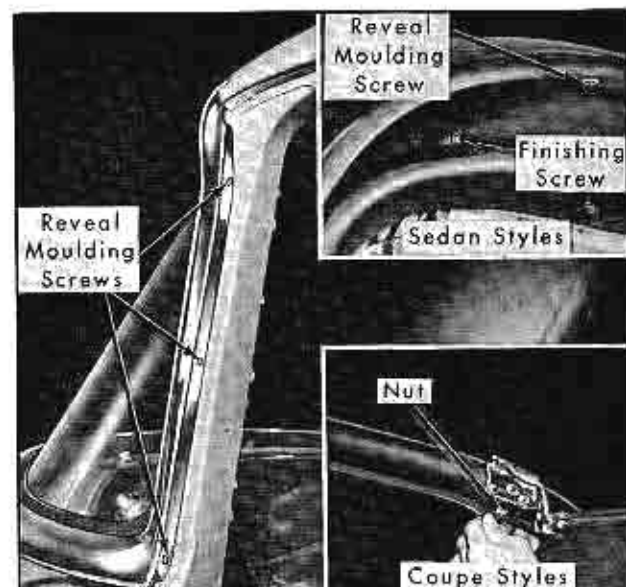 Reveal
Moulding
Screw
Finishing
Screw
Sedan Styles
Reveal
Moulding
Screws
Nut
Coupe Styles